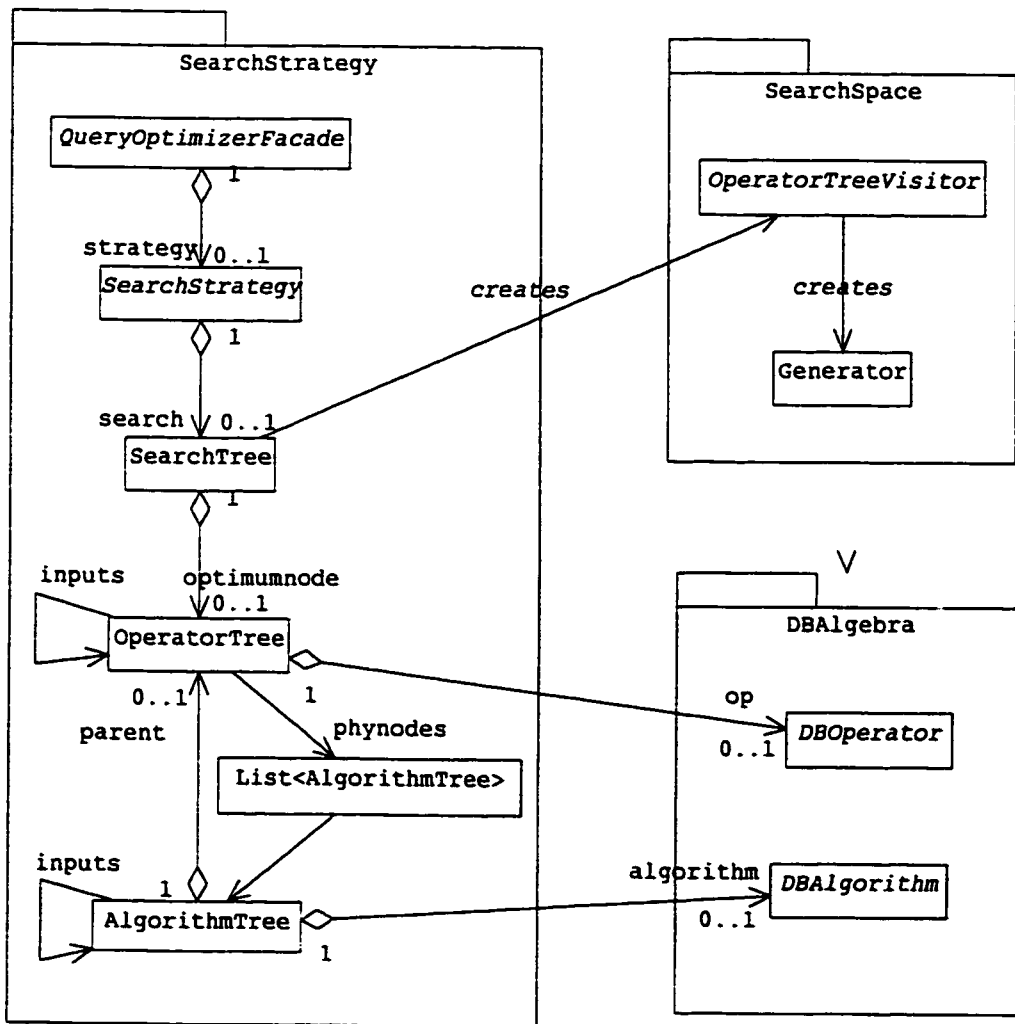 SearchStrategy
QueryOptimizerFacade
1
strategy
0..1
SearchStrategy
1
search
0..1
SearchTree
1
optimumnode
0..1
inputs
OperatorTree
0..1
1
parent
phynodes
List<AlgorithmTree>
inputs
1
AlgorithmTree
1
creates
SearchSpace
OperatorTreeVisitor
creates
Generator
DBAlgebra
op
0..1
DBOperator
algorithm
0..1
DBAlgorithm